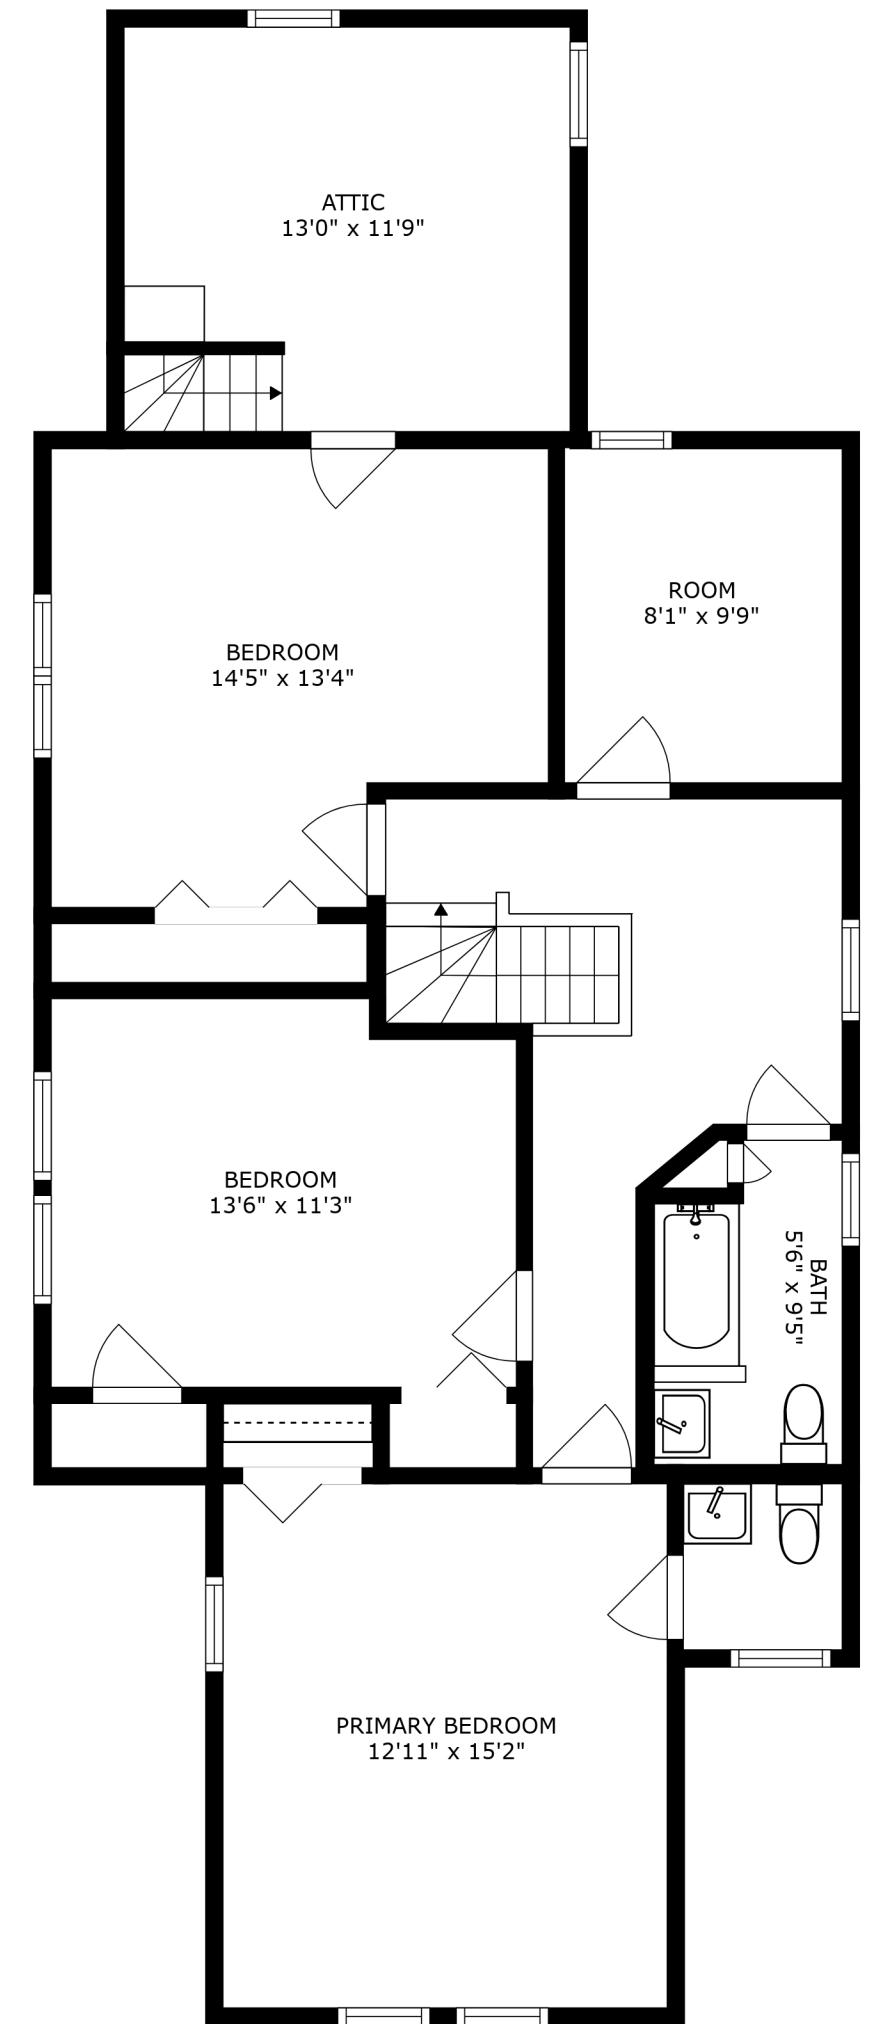 ATTIC
13'0" x 11'9"
ROOM
8'1" x 9'9"
BEDROOM
14'5" x 13'4"
BEDROOM
13'6" x 11'3"
BATH
5'6" x 9'5"
PRIMARY BEDROOM
12'11" x 15'2"